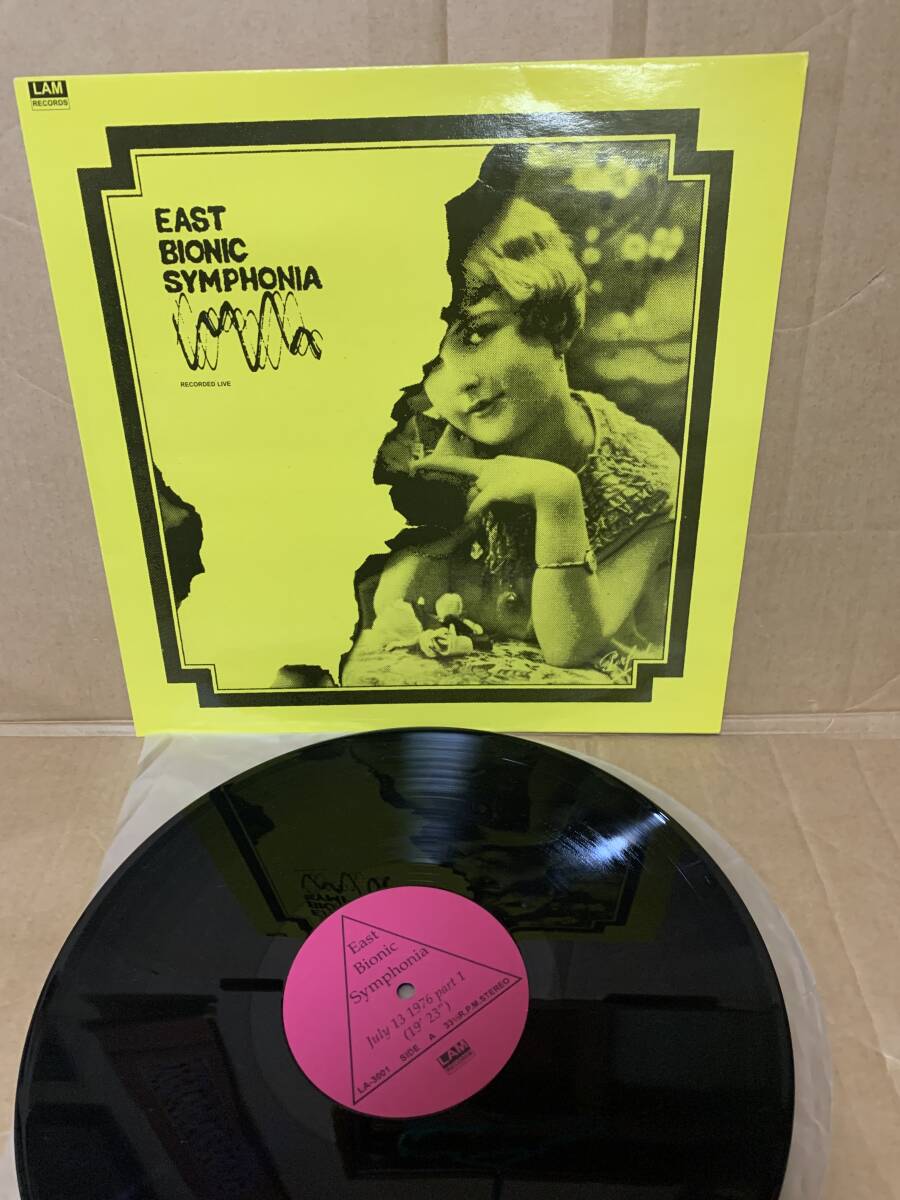 LAM
RECORDS
EAST
BIONIC
SYMPHONIA
RECORDED LIVE
East
Bionic
Symphonia
July 13 1976 part 1
(19' 23")
LA-3001 SIDE A 33⅓R.P.M.STEREO
LAM
RECORDS